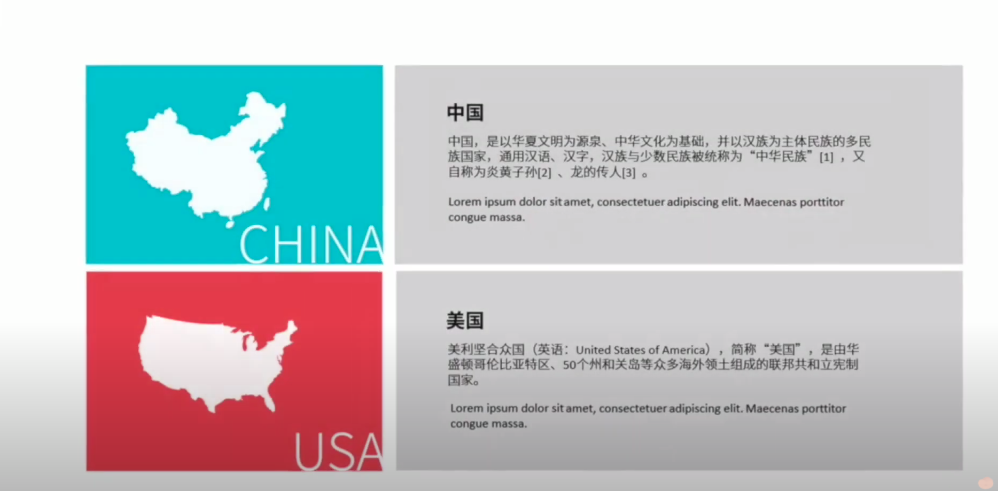 CHINA
中国
中国，是以华夏文明为源泉、中华文化为基础，并以汉族为主体民族的多民
族国家，通用汉语、汉字，汉族与少数民族被统称为“中华民族”[1] ，又
自称为炎黄子孙[2] 、龙的传人[3] 。
Lorem ipsum dolor sit amet, consectetuer adipiscing elit. Maecenas porttitor
congue massa.
USA
美国
美利坚合众国（英语：United States of America），简称“美国”，是由华
盛顿哥伦比亚特区、50个州和关岛等众多海外领土组成的联邦共和立宪制
国家。
Lorem ipsum dolor sit amet, consectetuer adipiscing elit. Maecenas porttitor
congue massa.